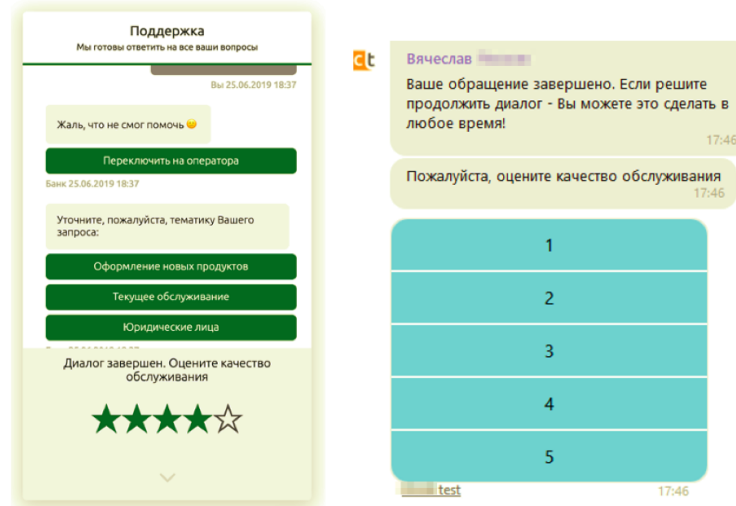 Поддержка
Мы готовы ответить на все ваши вопросы
Вы 25.06.2019 18:37
Жаль, что не смог помочь
Переключить на оператора
Банк 25.06.2019 18:37
Уточните, пожалуйста, тематику Вашего
запроса:
Оформление новых продуктов
Текущее обслуживание
Юридические лица
Диалог завершен. Оцените качество
обслуживания
ct
Вячеслав
Ваше обращение завершено. Если решите
продолжить диалог - Вы можете это сделать в
любое время!
17:46
Пожалуйста, оцените качество обслуживания
17:46
1
2
3
4
5
test
17:46